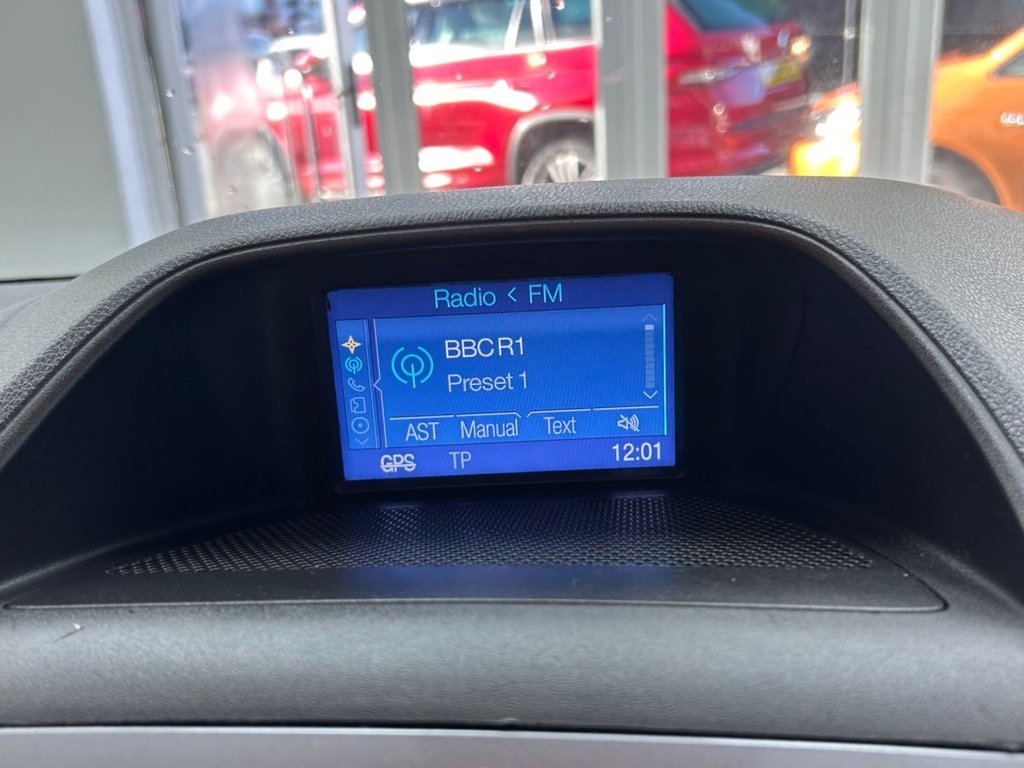 Radio < FM
BBC R1
Preset 1
AST Manual Text
GPS TP 12:01